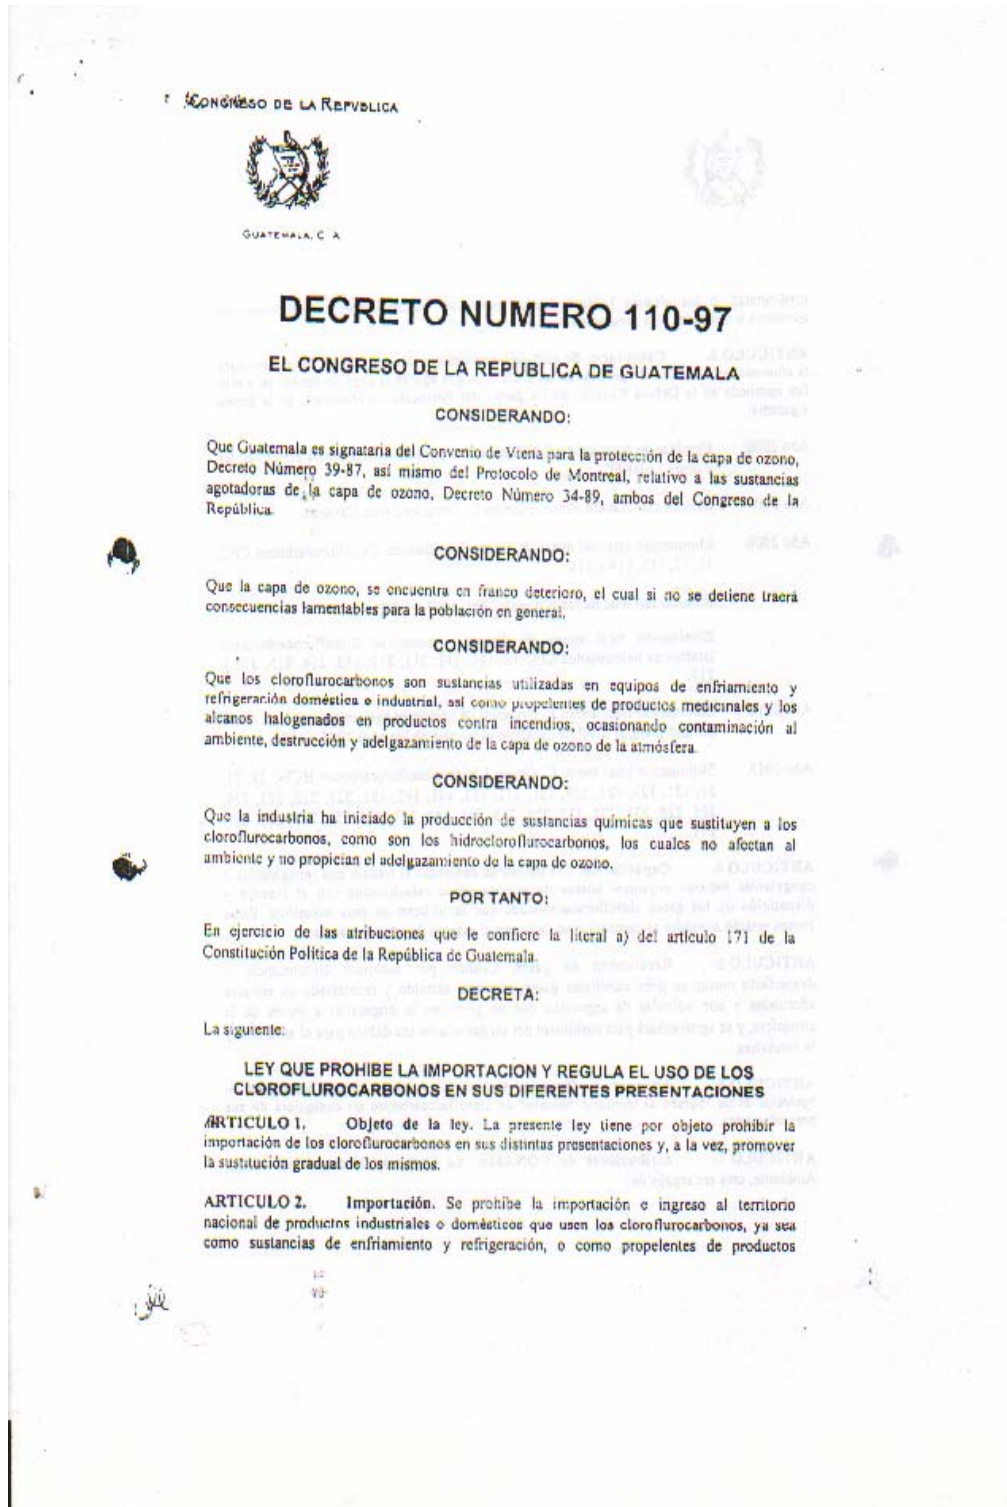 CONGRESO DE LA REPVBLICA
GUATEMALA, C. A
DECRETO NUMERO 110-97
EL CONGRESO DE LA REPUBLICA DE GUATEMALA
CONSIDERANDO:
Que Guatemala es signataria del Convenio de Viena para la protección de la capa de ozono,
Decreto Número 39-87, así mismo del Protocolo de Montreal, relativo a las sustancias
agotadoras de la capa de ozono, Decreto Número 34-89, ambos del Congreso de la
República.
CONSIDERANDO:
Que la capa de ozono, se encuentra en franco deterioro, el cual si no se detiene traerá
consecuencias lamentables para la población en general.
CONSIDERANDO:
Que los cloroflurocarbonos son sustancias utilizadas en equipos de enfriamiento y
refrigeración doméstica e industrial, así como propelentes de productos medicinales y los
alcanos halogenados en productos contra incendios, ocasionando contaminación al
ambiente, destrucción y adelgazamiento de la capa de ozono de la atmósfera.
CONSIDERANDO:
Que la industria ha iniciado la producción de sustancias químicas que sustituyen a los
cloroflurocarbonos, como son los hidrocloroflurocarbonos, los cuales no afectan al
ambiente y no propician el adelgazamiento de la capa de ozono.
POR TANTO:
En ejercicio de las atribuciones que le confiere la literal a) del artículo 171 de la
Constitución Política de la República de Guatemala.
DECRETA:
La siguiente:
LEY QUE PROHIBE LA IMPORTACION Y REGULA EL USO DE LOS
CLOROFLUROCARBONOS EN SUS DIFERENTES PRESENTACIONES
ARTICULO 1. Objeto de la ley. La presente ley tiene por objeto prohibir la
importación de los cloroflurocarbonos en sus distintas presentaciones y, a la vez, promover
la sustitución gradual de los mismos.
ARTICULO 2. Importación. Se prohibe la importación e ingreso al territorio
nacional de productos industriales o domésticos que usen los cloroflurocarbonos, ya sea
como sustancias de enfriamiento y refrigeración, o como propelentes de productos